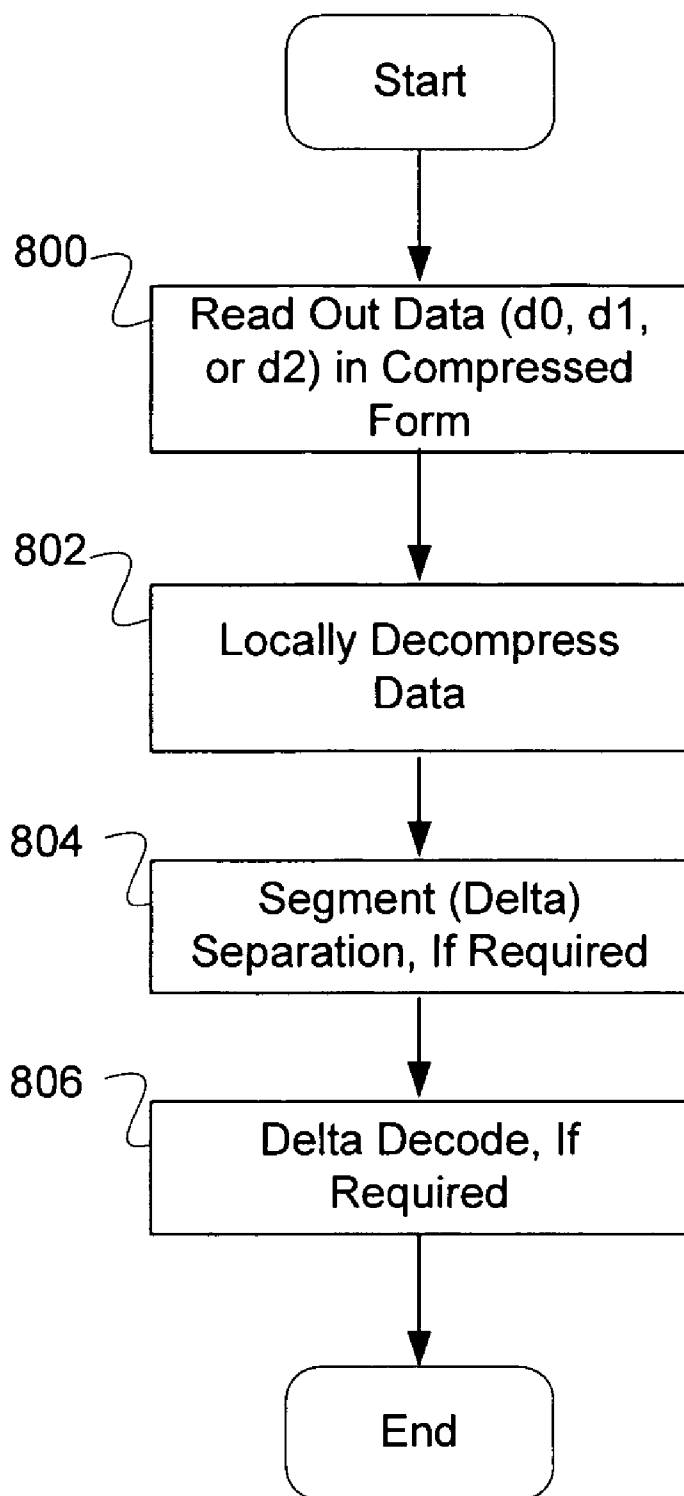 Start
800
Read Out Data (d0, d1,
or d2) in Compressed
Form
802
Locally Decompress
Data
804
Segment (Delta)
Separation, If Required
806
Delta Decode, If
Required
End